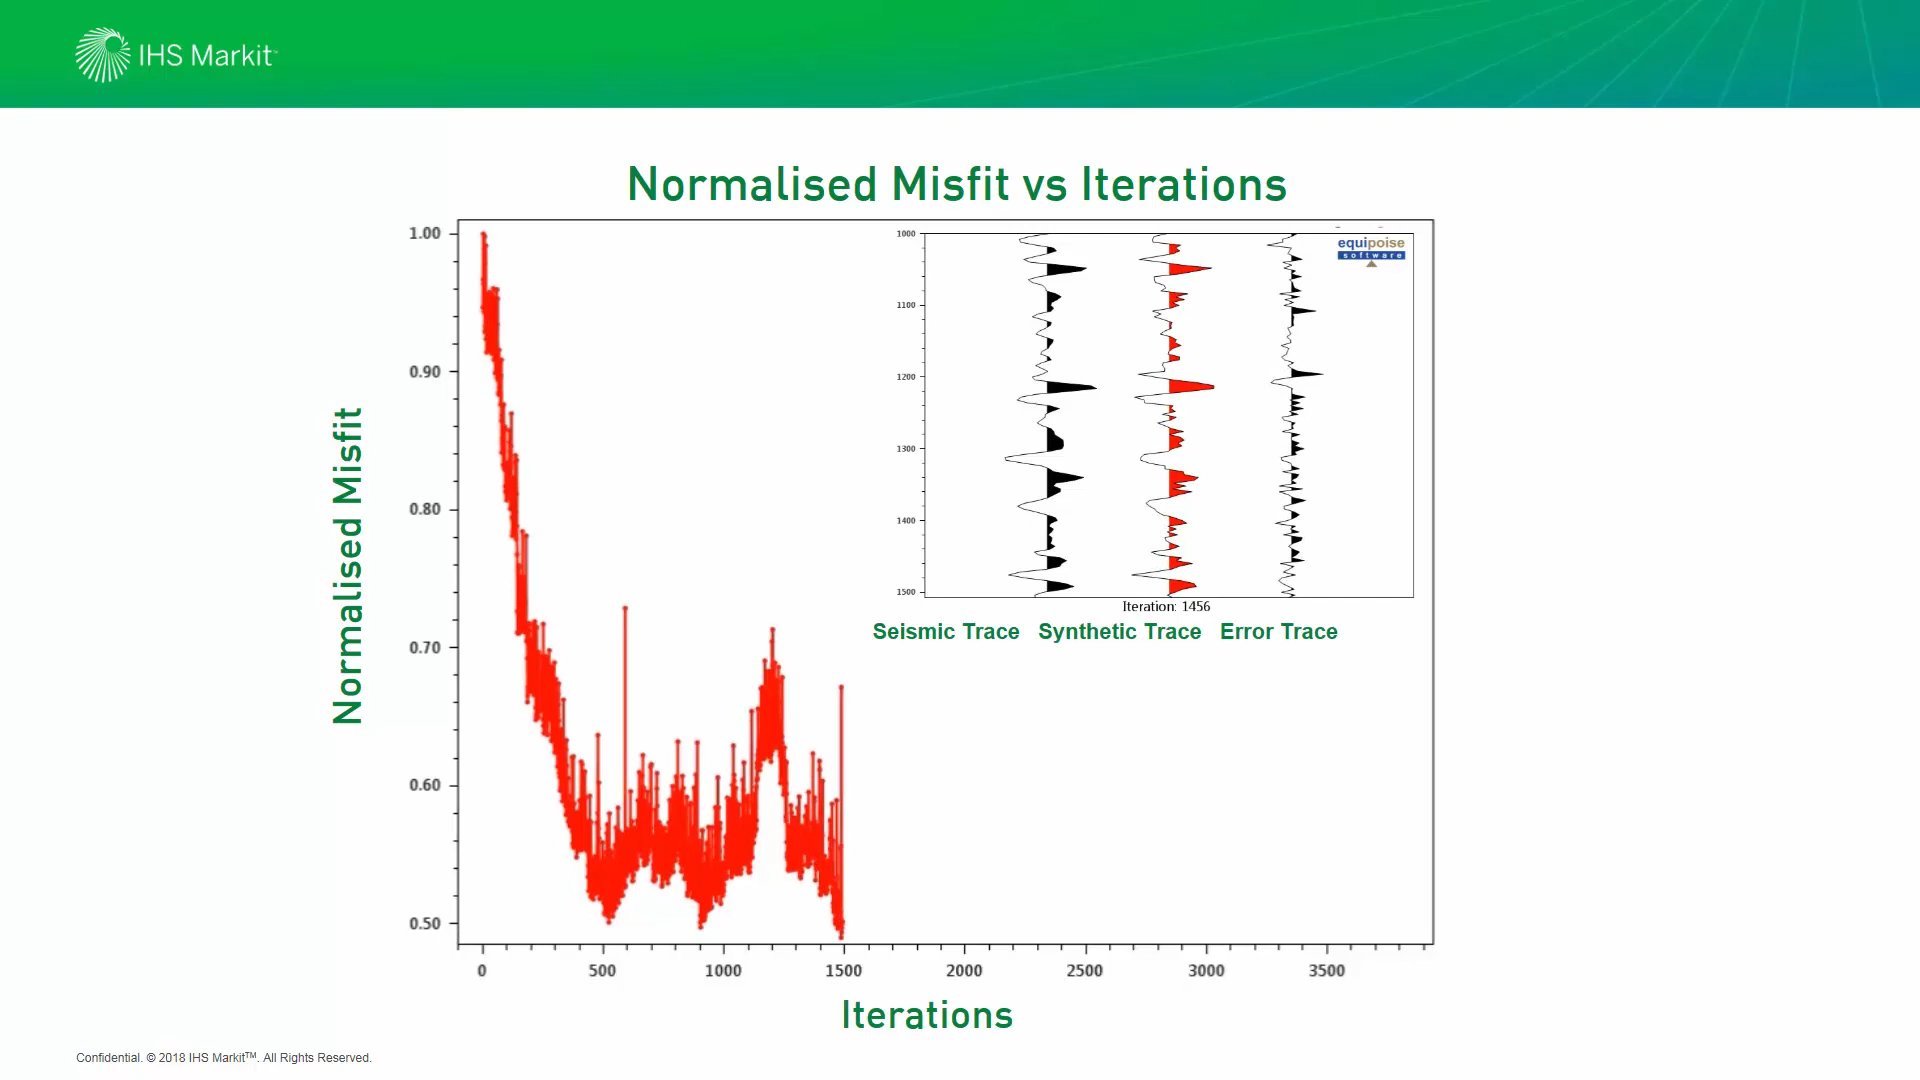 IHS Markit™
Normalised Misfit vs Iterations
Normalised Misfit
1.00
0.90
0.80
0.70
0.60
0.50
0
500
1000
1500
2000
2500
3000
3500
Iterations
equipoise
software
1000
1100
1200
1300
1400
1500
Iteration: 1456
Seismic Trace Synthetic Trace Error Trace
Confidential. © 2018 IHS Markit™. All Rights Reserved.